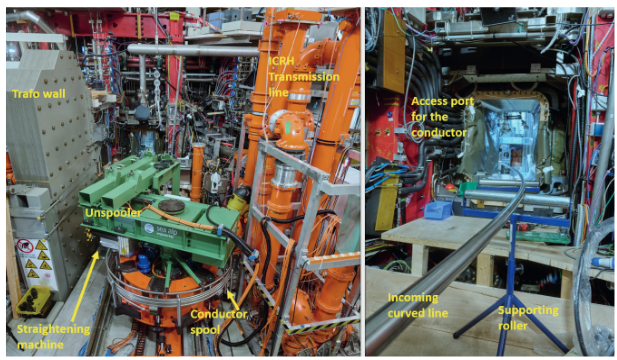 ICRH
Transmission
line
Trafo wall
Unspooler
Straightening
machine
Conductor
spool
Access port
for the
conductor
Incoming
curved line
Supporting
roller